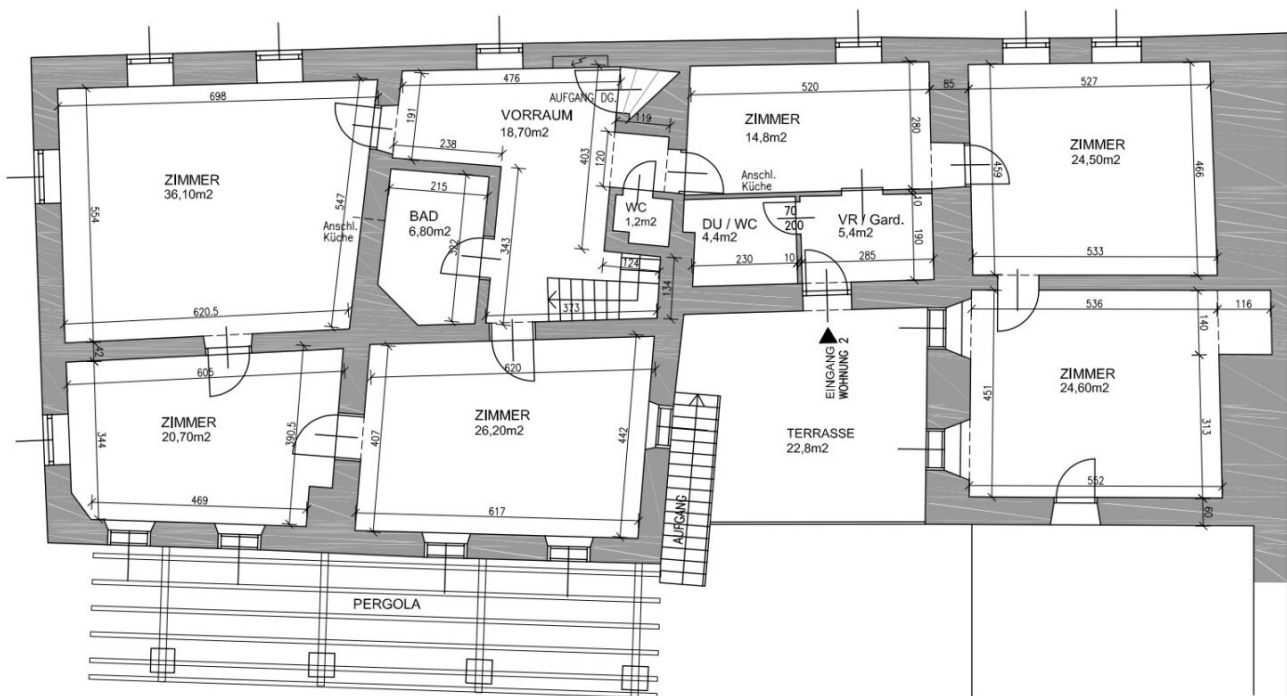 698
476
AUFGANG DG.
119
520
85
527
VORRAUM
18,70m2
191
238
403
120
ZIMMER
14,8m2
280
ZIMMER
24,50m2
459
466
ZIMMER
36,10m2
554
547
Anschl.
Küche
215
BAD
6,80m2
322
343
WC
1,2m2
Anschl.
Küche
DU / WC
4,4m2
70
200
VR / Gard.
5,4m2
10
190
230
10
285
533
124
134
373
620,5
42
605
620
442
536
116
140
EINGANG
WOHNUNG 2
ZIMMER
20,70m2
344
390,5
469
ZIMMER
26,20m2
407
617
TERRASSE
22,8m2
ZIMMER
24,60m2
451
313
552
60
AUFGANG
PERGOLA